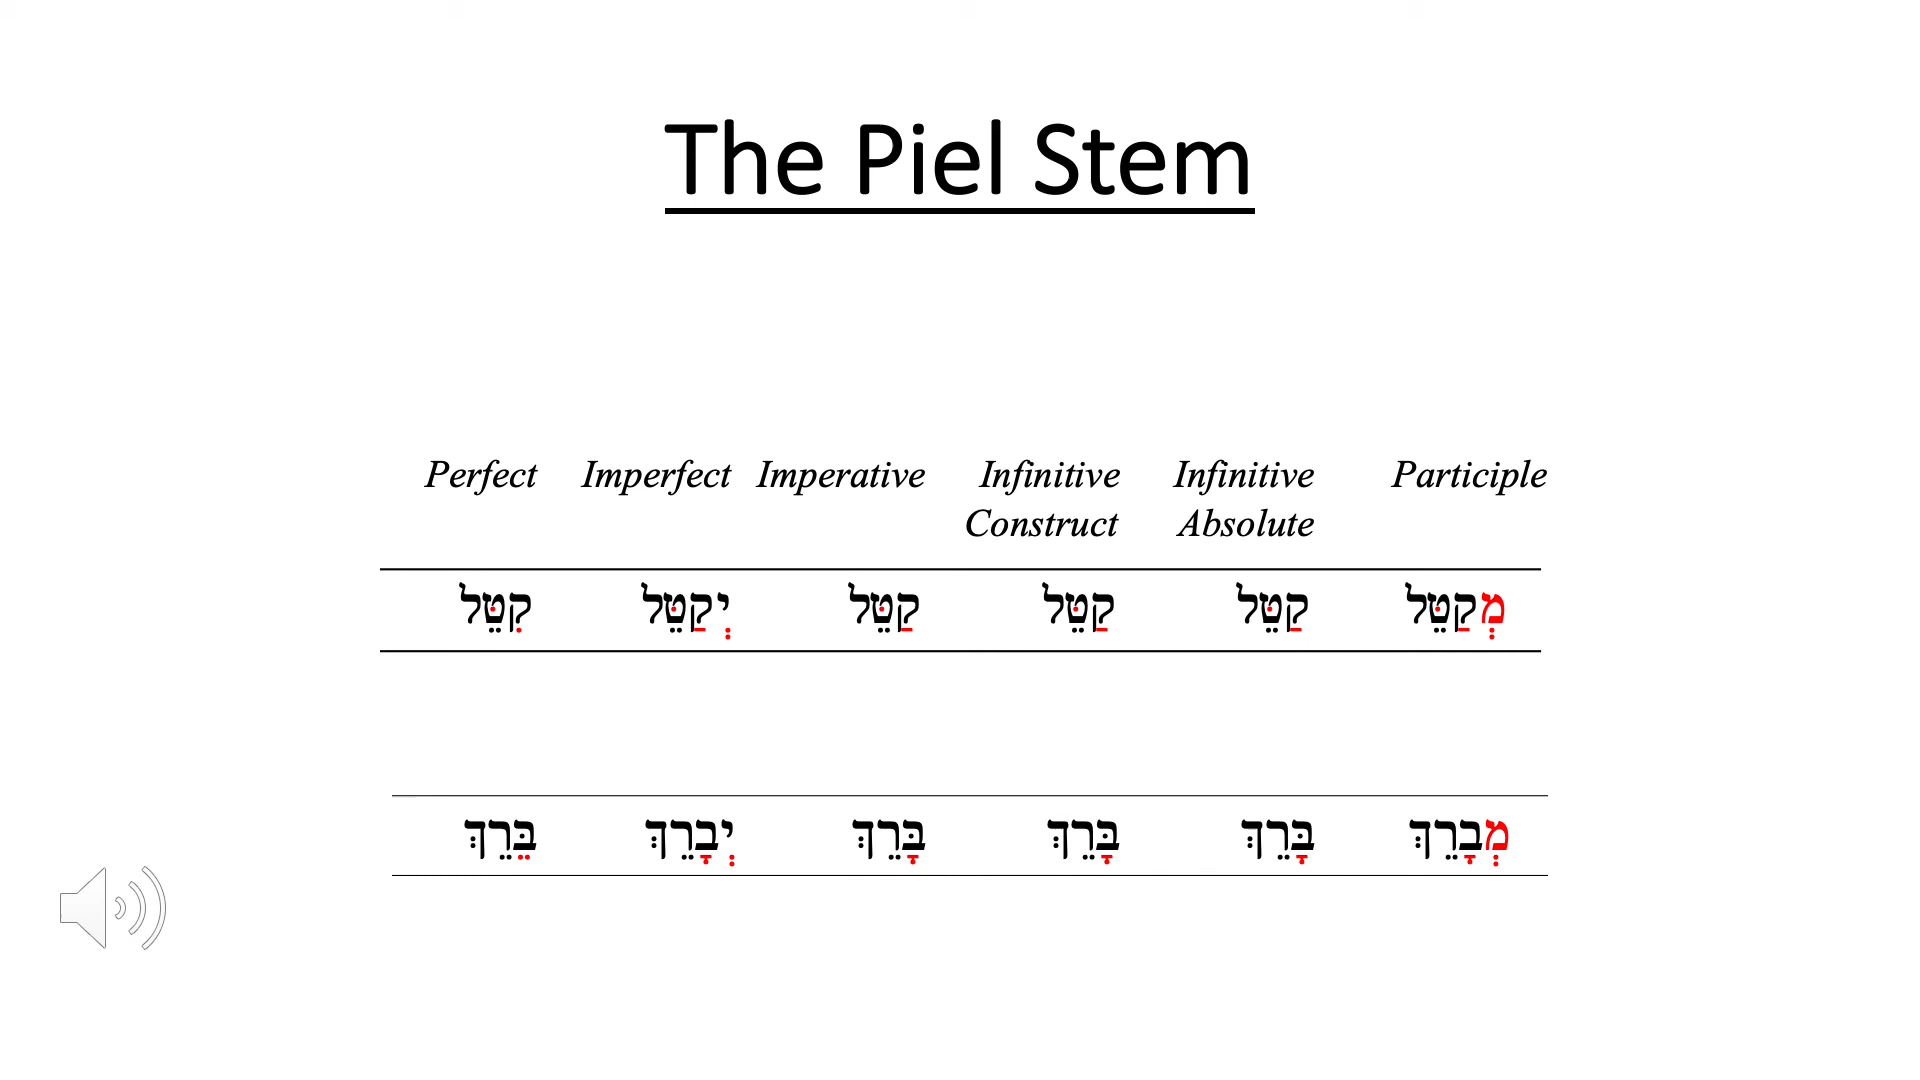 The Piel Stem
Perfect Imperfect Imperative Infinitive Construct Infinitive Absolute Participle
קִטֵּל יְקַטֵּל קַטֵּל קַטֵּל קַטֵּל מְקַטֵּל
בֵּרֵךְ יְבָרֵךְ בָּרֵךְ בָּרֵךְ בָּרֵךְ מְבָרֵךְ